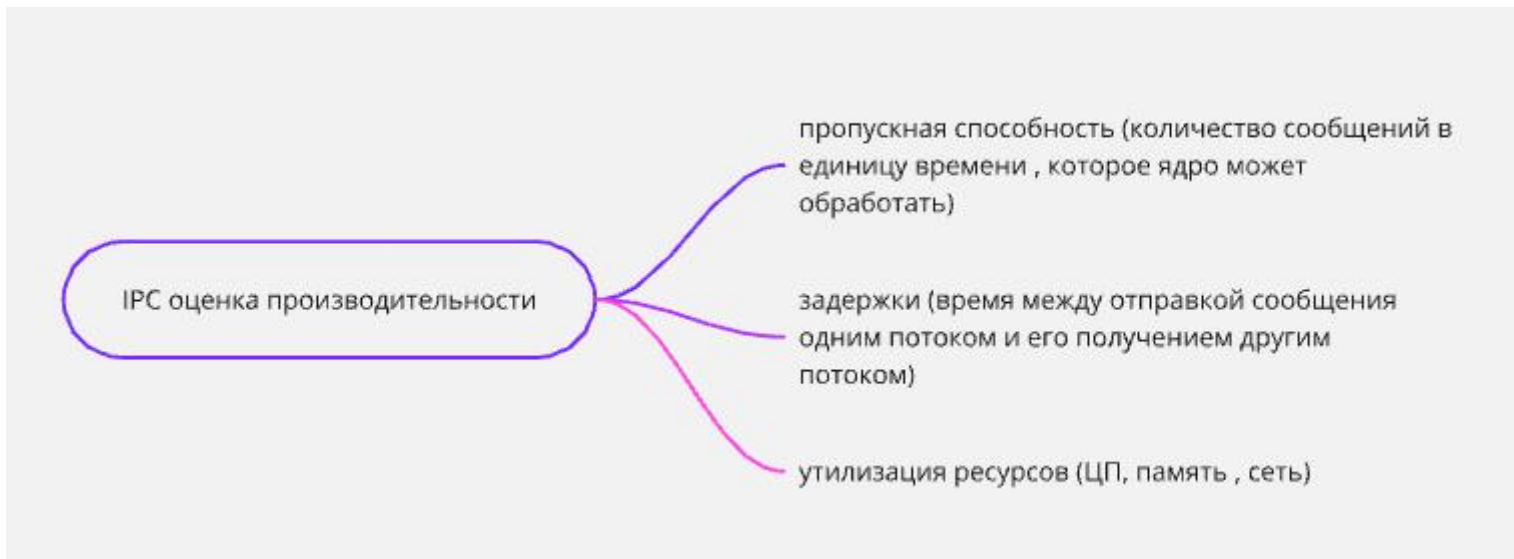 пропускная способность (количество сообщений в
единицу времени , которое ядро может
обработать)
IPC оценка производительности
задержки (время между отправкой сообщения
одним потоком и его получением другим
потоком)
утилизация ресурсов (ЦП, память , сеть)